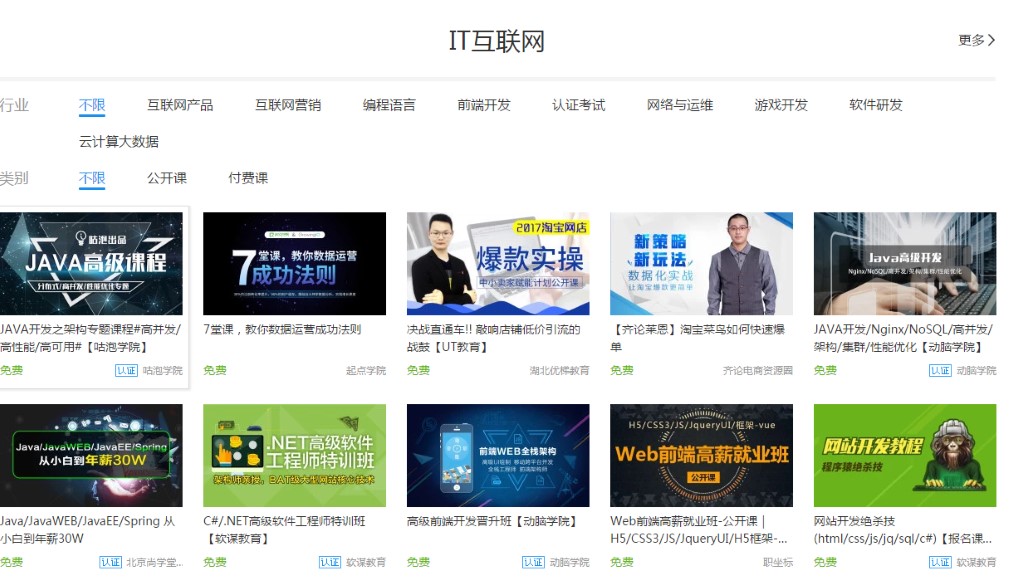 IT互联网
更多
行业
不限 互联网产品 互联网营销 编程语言 前端开发 认证考试 网络与运维 游戏开发 软件研发
云计算大数据
类别
不限 公开课 付费课
咕泡出品
JAVA高级课程
分布式/高并发/性能优化专题
7堂课，教你数据运营
成功法则
2017淘宝网店
爆款实操
中小卖家赋能计划公开课
新策略
新玩法
数据化实战
让淘宝爆款更简单
Java高级开发
Nginx/NoSQL/高并发/架构/集群/性能优化
JAVA开发之架构专题课程#高并发/
高性能/高可用#【咕泡学院】
免费 认证 咕泡学院
7堂课，教你数据运营成功法则
免费 起点学院
决战直通车!! 敲响店铺低价引流的
战鼓【UT教育】
免费 湖北优梯教育
【齐论莱恩】淘宝菜鸟如何快速爆
单
免费 齐论电商资源圈
JAVA开发/Nginx/NoSQL/高并发/
架构/集群/性能优化【动脑学院】
免费 认证 动脑学院
Java/JavaWEB/JavaEE/Spring
从小白到年薪30W
.NET高级软件
工程师特训班
架构师亲授，BAT级大型网站核心技术
前端WEB全栈架构
H5/CSS3/JS/JqueryUI/框架-vue
Web前端高薪就业班
公开课
网站开发教程
程序猿绝杀技
Java/JavaWEB/JavaEE/Spring 从
小白到年薪30W
免费 认证 北京尚学堂...
C#/.NET高级软件工程师特训班
【软谋教育】
免费 认证 软谋教育
高级前端开发晋升班【动脑学院】
免费 认证 动脑学院
Web前端高薪就业班-公开课｜
H5/CSS3/JS/JqueryUI/H5框架-...
免费 职坐标
网站开发绝杀技
(html/css/js/jq/sql/c#)【报名课...
免费 认证 软谋教育